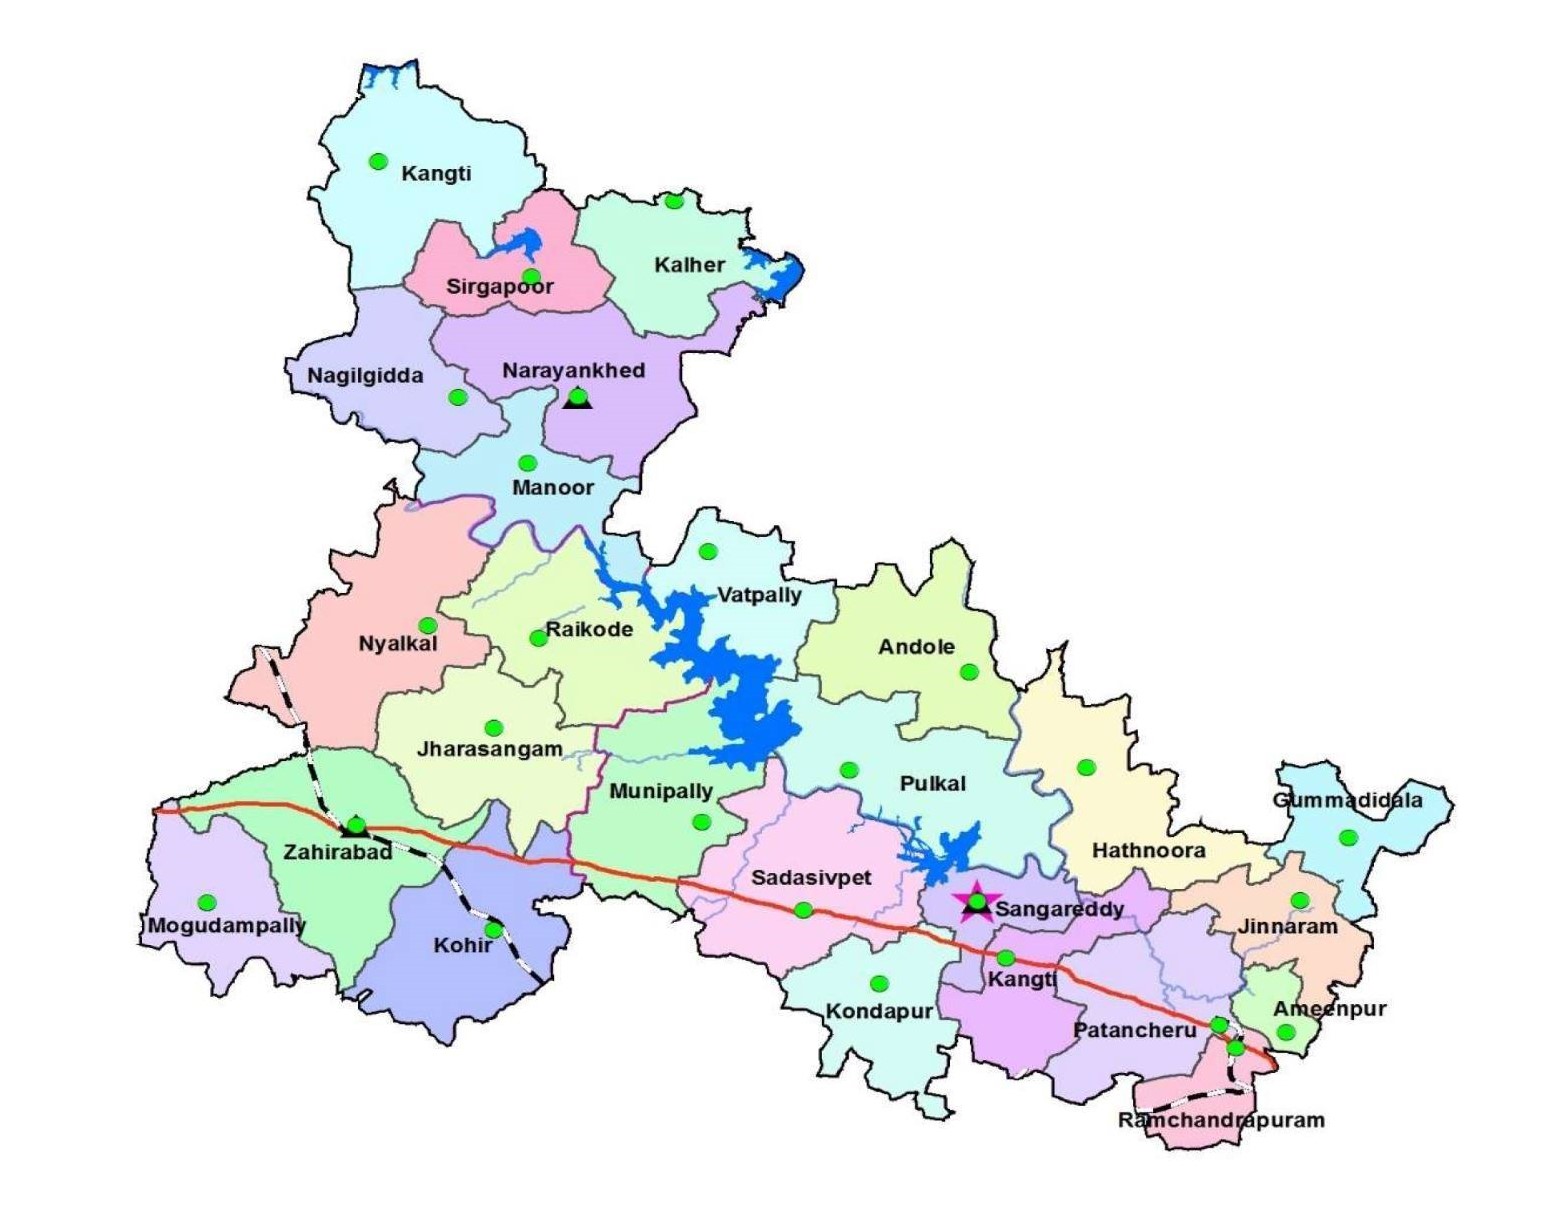 Kangti
Kalher
Sirgapoor
Narayankhed
Nagilgidda
Manoor
Vatpally
Raikode
Nyalkal
Andole
Jharasangam
Pulkal
Munipally
Gummadidala
Hathnoora
Zahirabad
Sadasivpet
Sangareddy
Mogudampally
Jinnaram
Kohir
Kangti
Ameenpur
Kondapur
Patancheru
Ramchandrapuram